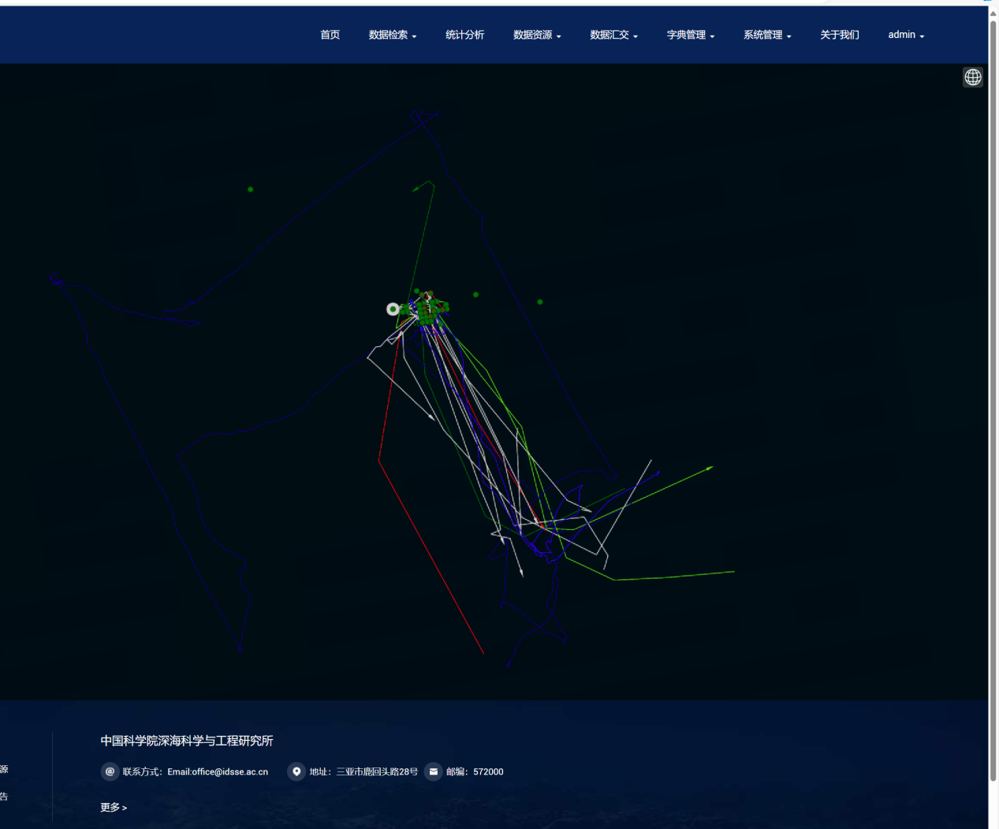 首页 数据检索 统计分析 数据资源 数据汇交 字典管理 系统管理 关于我们 admin
中国科学院深海科学与工程研究所
源
联系方式：Email:office@idsse.ac.cn 地址：三亚市鹿回头路28号 邮编：572000
告
更多 >